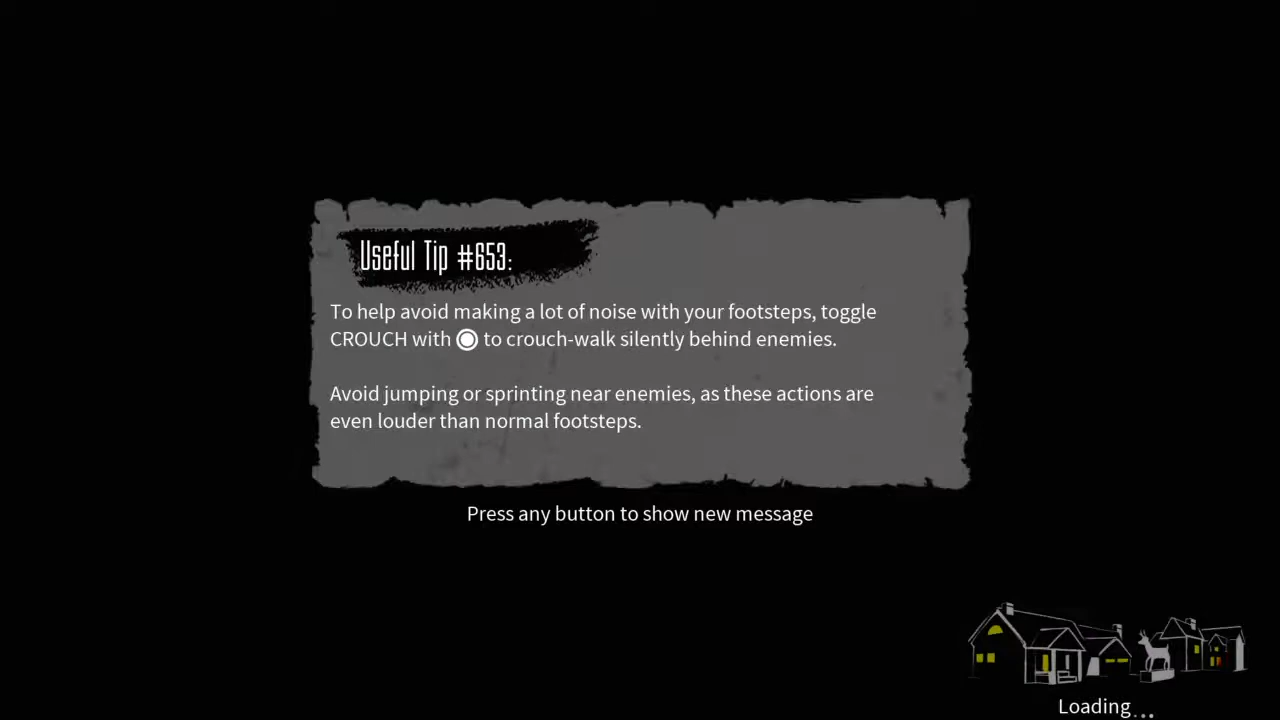 Useful Tip #653:
To help avoid making a lot of noise with your footsteps, toggle
CROUCH with to crouch-walk silently behind enemies.
Avoid jumping or sprinting near enemies, as these actions are
even louder than normal footsteps.
Press any button to show new message
Loading...